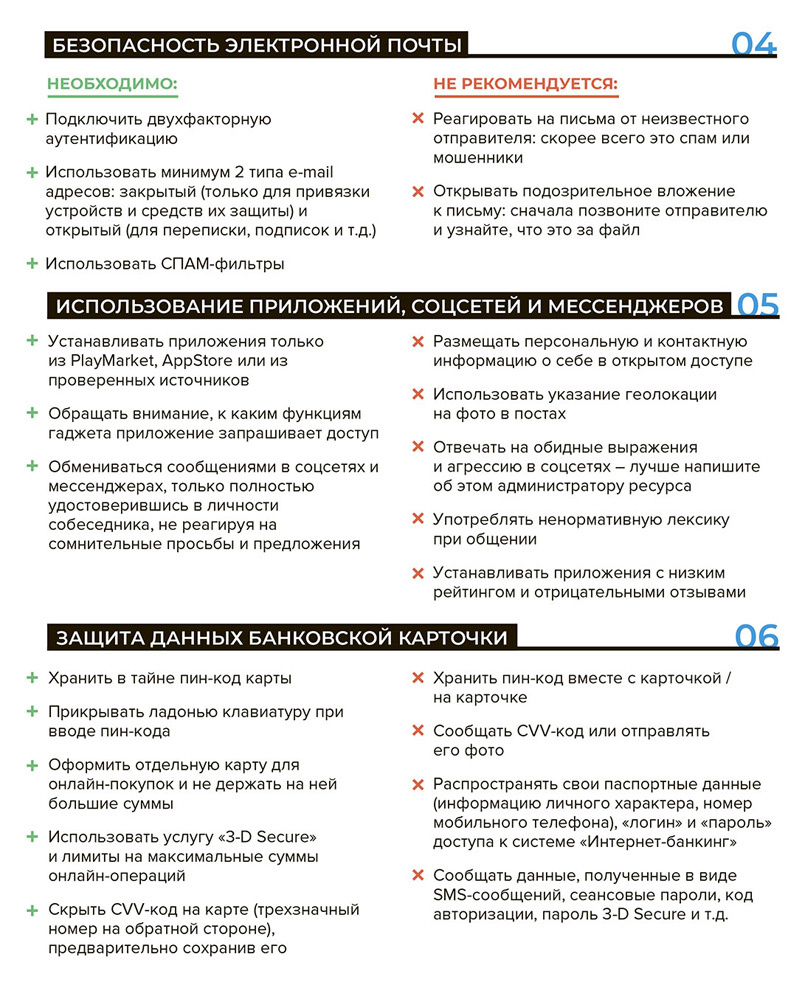 БЕЗОПАСНОСТЬ ЭЛЕКТРОННОЙ ПОЧТЫ
04
НЕОБХОДИМО:
Подключить двухфакторную
аутентификацию
Использовать минимум 2 типа e-mail
адресов: закрытый (только для привязки
устройств и средств их защиты) и
открытый (для переписки, подписок и т.д.)
Использовать СПАМ-фильтры
НЕ РЕКОМЕНДУЕТСЯ:
Реагировать на письма от неизвестного
отправителя: скорее всего это спам или
мошенники
Открывать подозрительное вложение
к письму: сначала позвоните отправителю
и узнайте, что это за файл
ИСПОЛЬЗОВАНИЕ ПРИЛОЖЕНИЙ, СОЦСЕТЕЙ И МЕССЕНДЖЕРОВ
05
Устанавливать приложения только
из PlayMarket, AppStore или из
проверенных источников
Обращать внимание, к каким функциям
гаджета приложение запрашивает доступ
Обмениваться сообщениями в соцсетях и
мессенджерах, только полностью
удостоверившись в личности
собеседника, не реагируя на
сомнительные просьбы и предложения
Размещать персональную и контактную
информацию о себе в открытом доступе
Использовать указание геолокации
на фото в постах
Отвечать на обидные выражения
и агрессию в соцсетях – лучше напишите
об этом администратору ресурса
Употреблять ненормативную лексику
при общении
Устанавливать приложения с низким
рейтингом и отрицательными отзывами
ЗАЩИТА ДАННЫХ БАНКОВСКОЙ КАРТОЧКИ
06
Хранить в тайне пин-код карты
Прикрывать ладонью клавиатуру при
вводе пин-кода
Оформить отдельную карту для
онлайн-покупок и не держать на ней
большие суммы
Использовать услугу «3-D Secure»
и лимиты на максимальные суммы
онлайн-операций
Скрыть CVV-код на карте (трехзначный
номер на обратной стороне),
предварительно сохранив его
Хранить пин-код вместе с карточкой /
на карточке
Сообщать CVV-код или отправлять
его фото
Распространять свои паспортные данные
(информацию личного характера, номер
мобильного телефона), «логин» и «пароль»
доступа к системе «Интернет-банкинг»
Сообщать данные, полученные в виде
SMS-сообщений, сеансовые пароли, код
авторизации, пароль 3-D Secure и т.д.